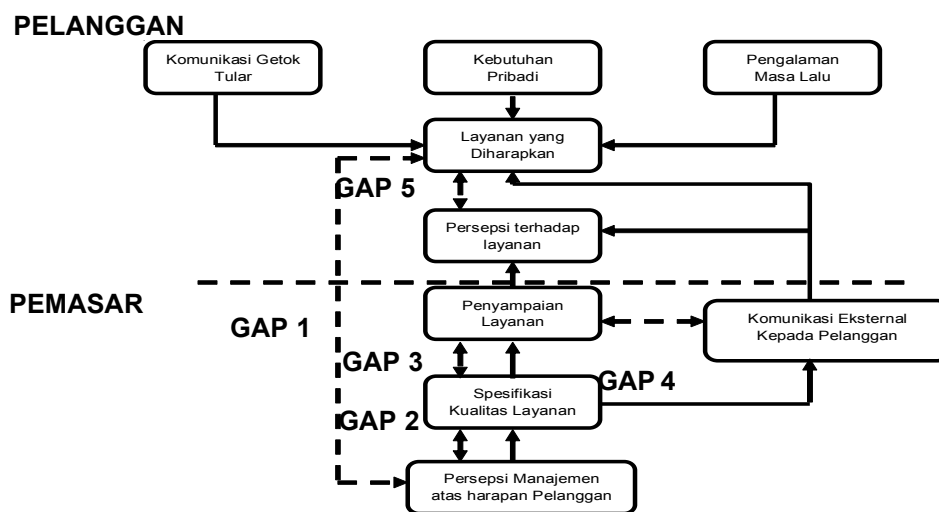 PELANGGAN
Komunikasi Getok
Tular
Kebutuhan
Pribadi
Pengalaman
Masa Lalu
Layanan yang
Diharapkan
GAP 5
Persepsi terhadap
layanan
PEMASAR
GAP 1
Penyampaian
Layanan
Komunikasi Eksternal
Kepada Pelanggan
GAP 3
GAP 4
Spesifikasi
Kualitas Layanan
GAP 2
Persepsi Manajemen
atas harapan Pelanggan